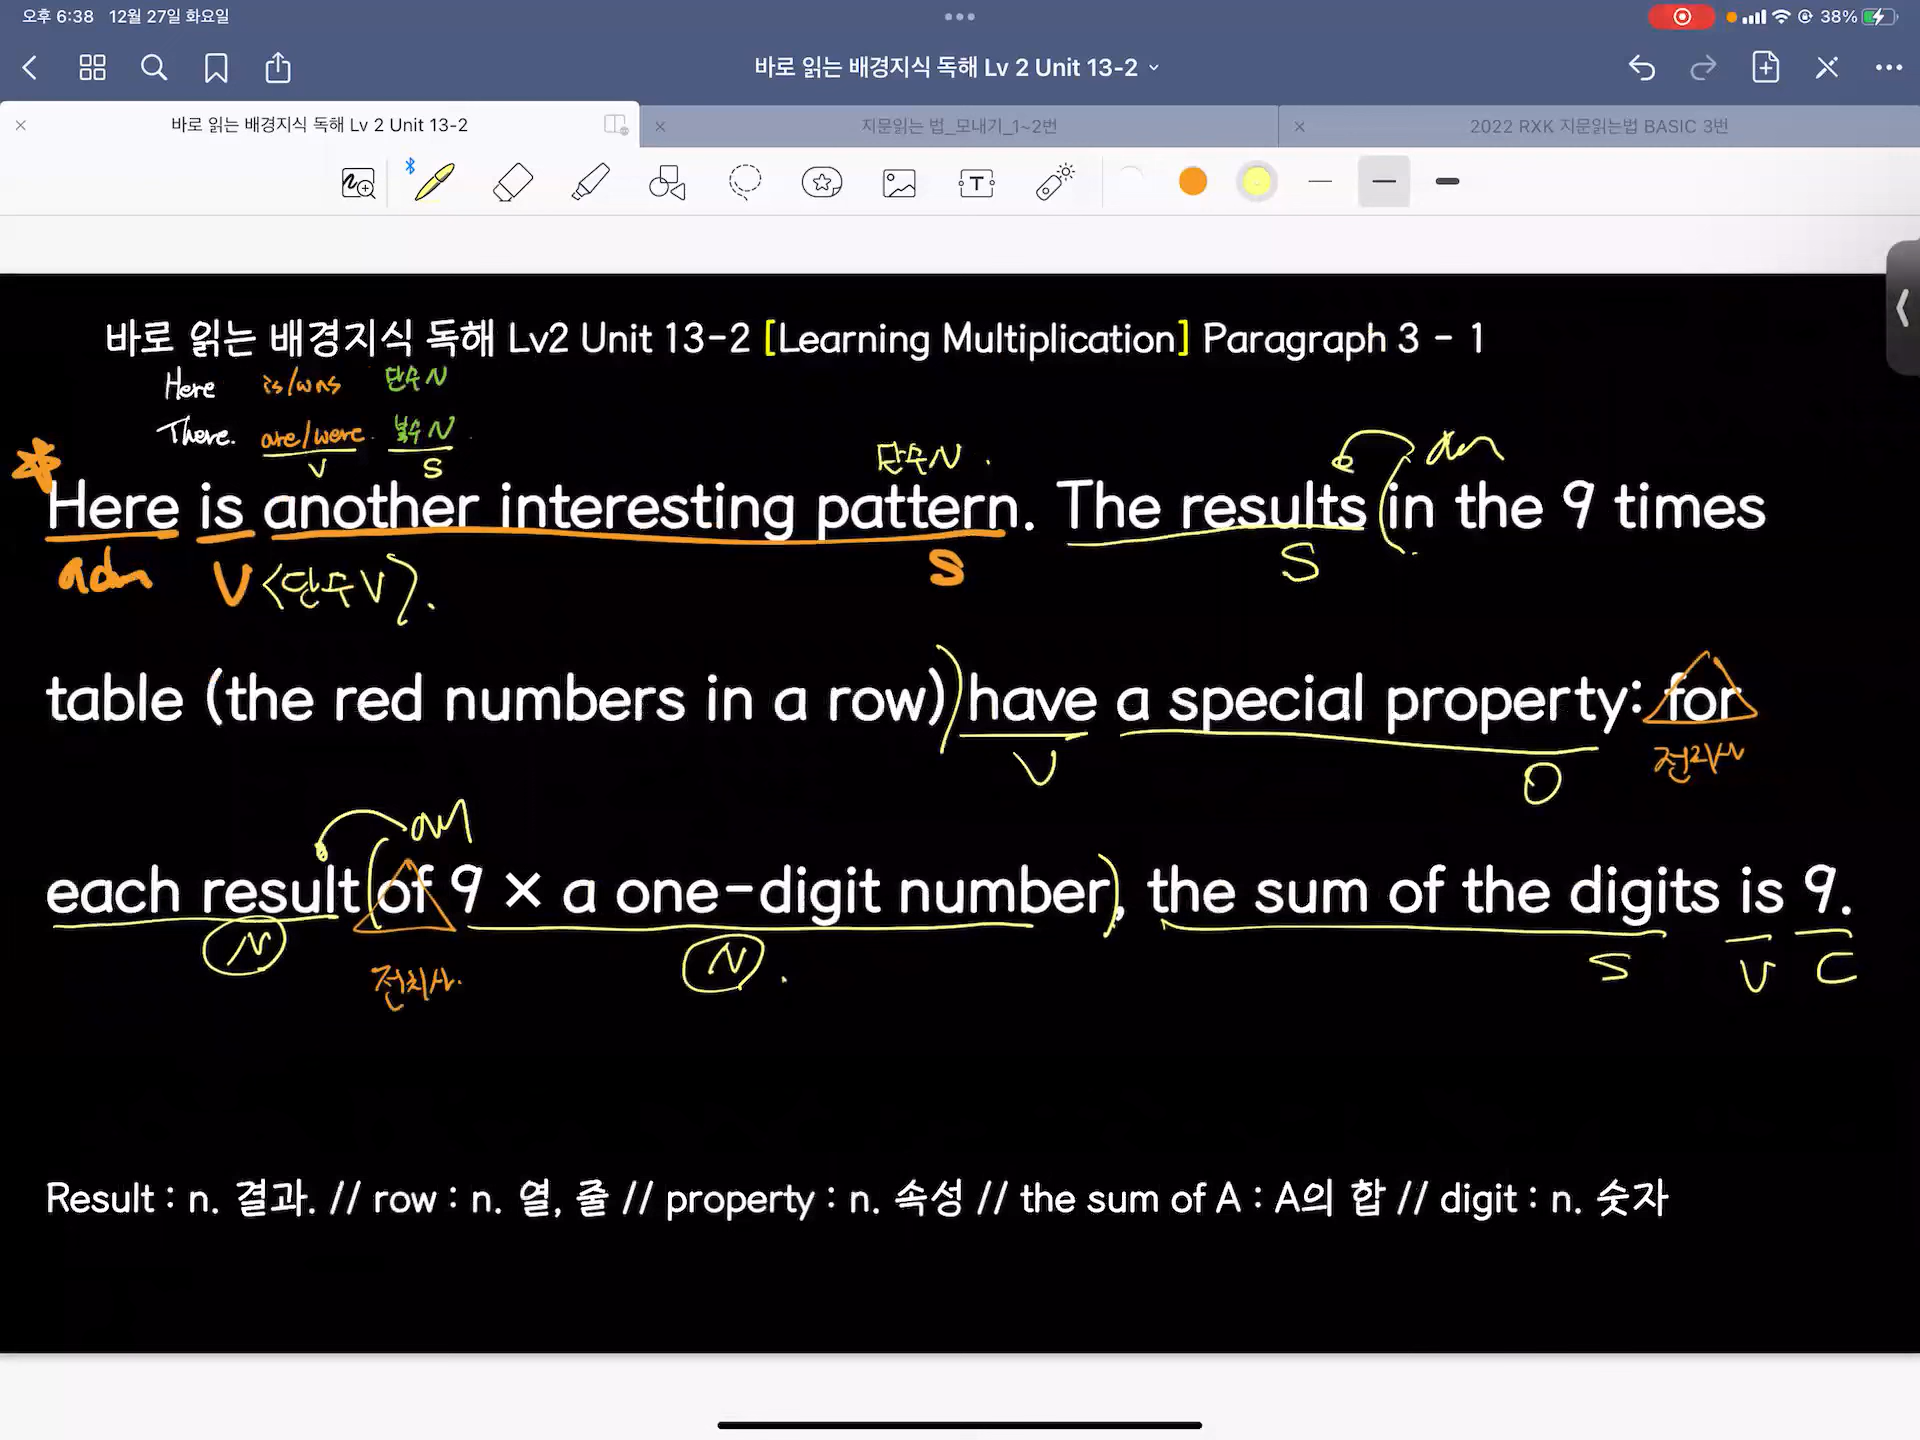 오후 6:38 12월 27일 화요일
38%
바로 읽는 배경지식 독해 Lv 2 Unit 13-2
바로 읽는 배경지식 독해 Lv 2 Unit 13-2
지문읽는 법_모내기_1~2번
2022 RXK 지문읽는법 BASIC 3번
바로 읽는 배경지식 독해 Lv2 Unit 13-2 [Learning Multiplication] Paragraph 3 - 1
Here is/was 단수 N
There. are/were 복수 N
V S
단수 N
Here is another interesting pattern. The results (in the 9 times
V <단수 V>. S S
table (the red numbers in a row)) have a special property: for
V O 전치사
each result (of 9 × a one-digit number), the sum of the digits is 9.
N 전치사. N S V C
Result : n. 결과. // row : n. 열, 줄 // property : n. 속성 // the sum of A : A의 합 // digit : n. 숫자